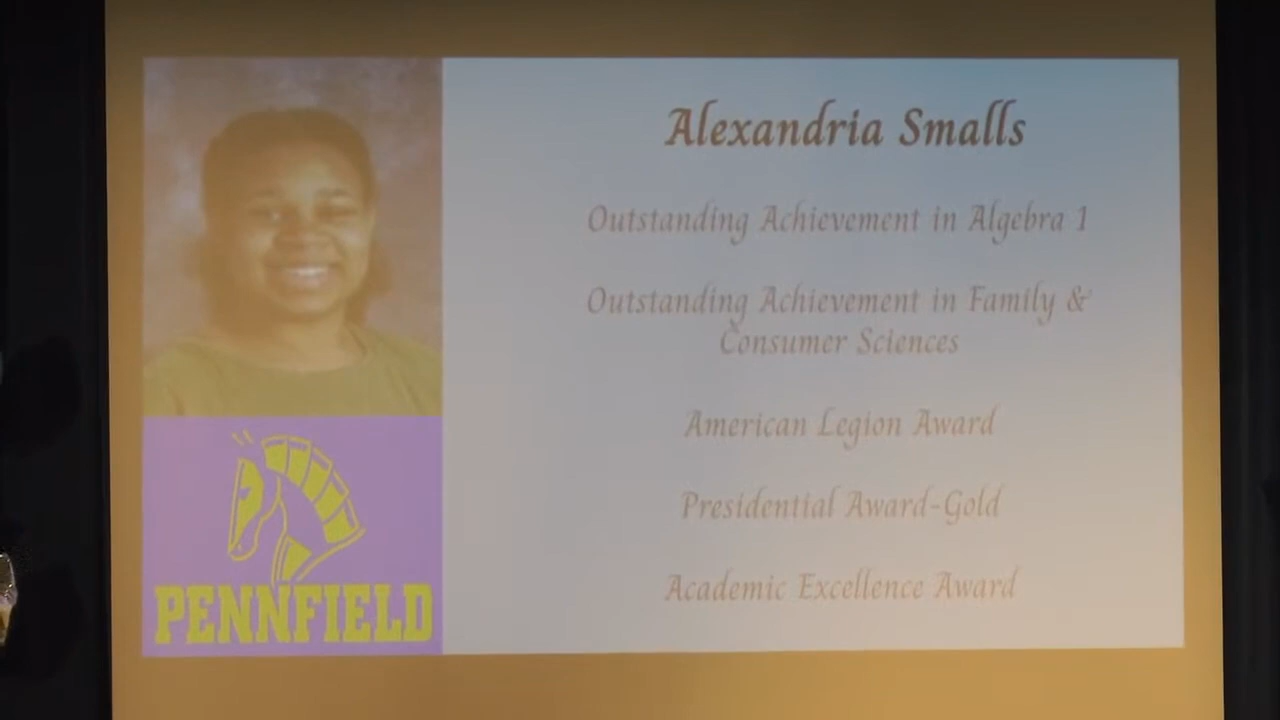 Alexandria Smalls
Outstanding Achievement in Algebra 1
Outstanding Achievement in Family &
Consumer Sciences
American Legion Award
Presidential Award-Gold
Academic Excellence Award
PENNFIELD